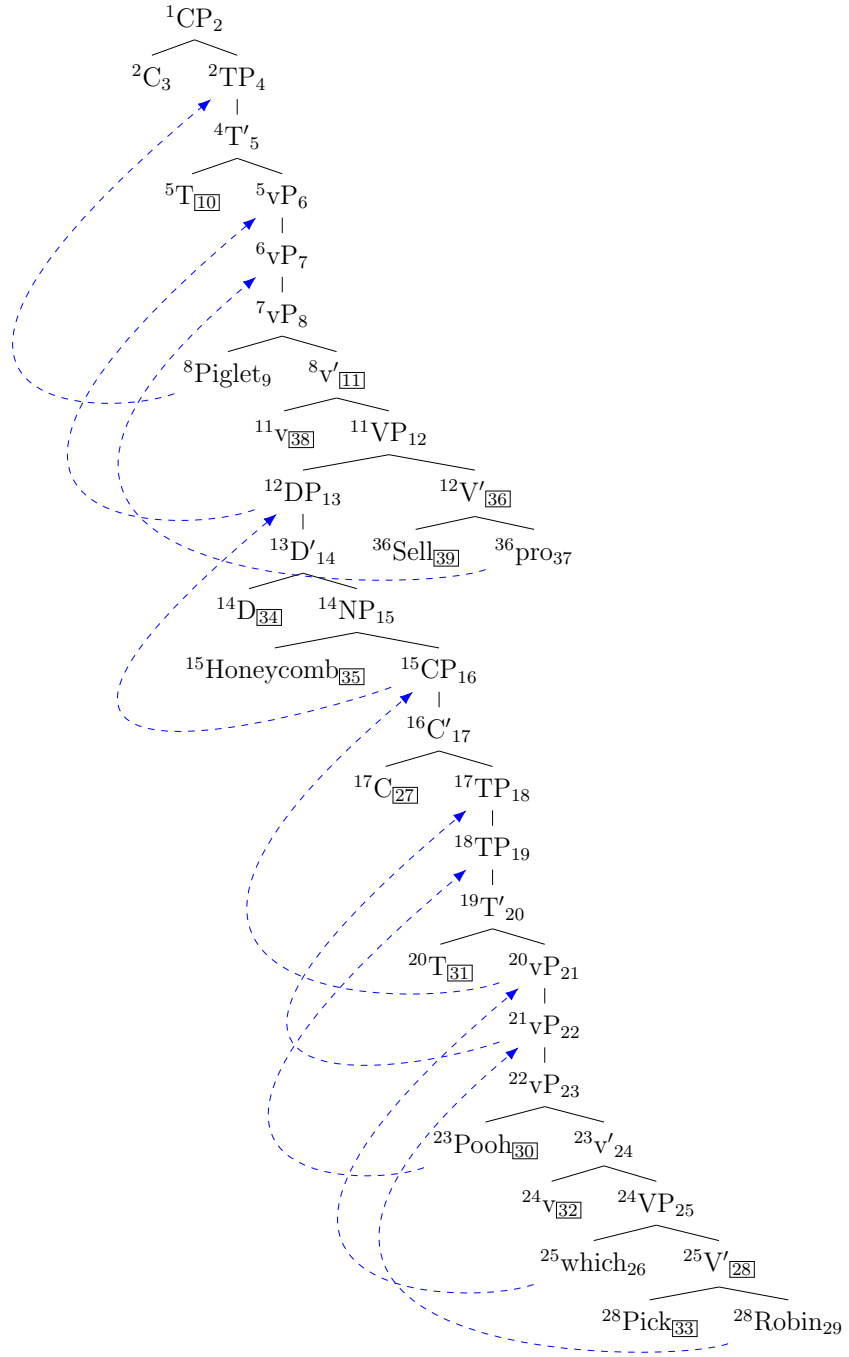 ¹CP₂
²C₃ ²TP₄
⁴T′₅
⁵T₁₀ ⁵vP₆
⁶vP₇
⁷vP₈
⁸Piglet₉ ⁸v′₁₁
¹¹v₃₈ ¹¹VP₁₂
¹²DP₁₃ ¹²V′₃₆
¹³D′₁₄ ³⁶Sell₃₉ ³⁶pro₃₇
¹⁴D₃₄ ¹⁴NP₁₅
¹⁵Honeycomb₃₅ ¹⁵CP₁₆
¹⁶C′₁₇
¹⁷C₂₇ ¹⁷TP₁₈
¹⁸TP₁₉
¹⁹T′₂₀
²⁰T₃₁ ²⁰vP₂₁
²¹vP₂₂
²²vP₂₃
²³Pooh₃₀ ²³v′₂₄
²⁴v₃₂ ²⁴VP₂₅
²⁵which₂₆ ²⁵V′₂₈
²⁸Pick₃₃ ²⁸Robin₂₉